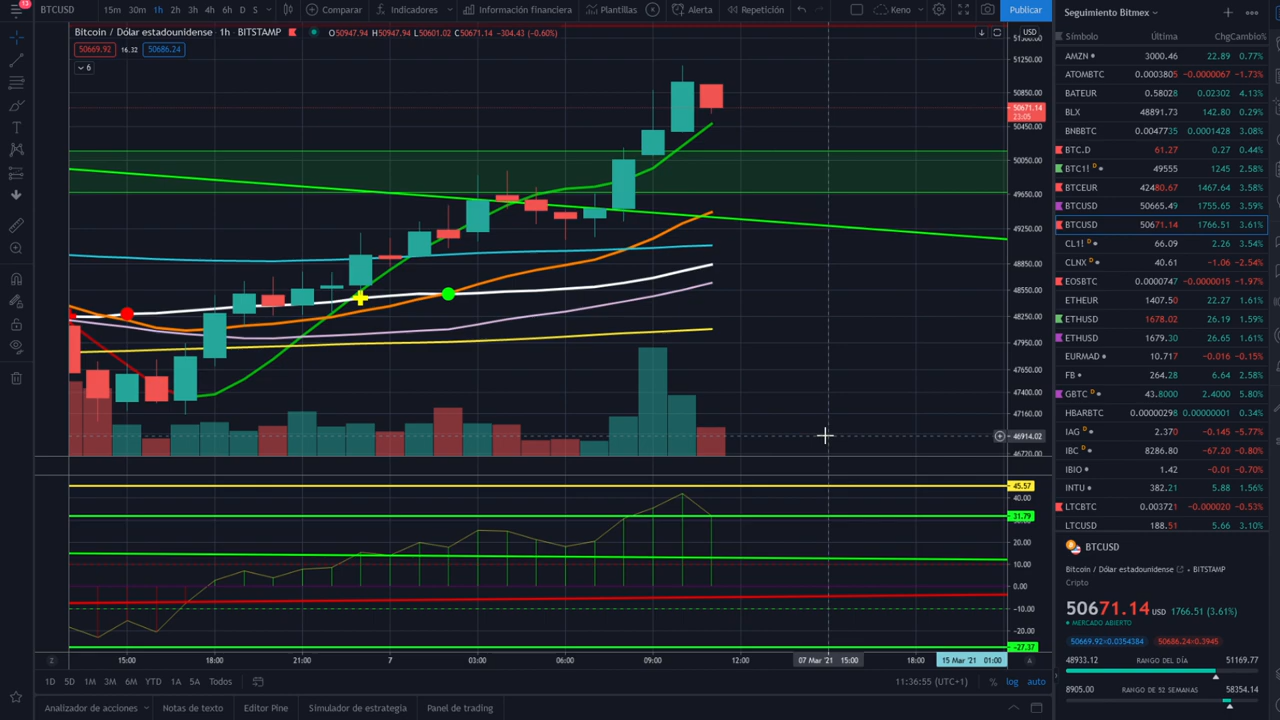 13
BTCUSD
15m 30m 1h 2h 3h 4h 6h D S
Comparar
Indicadores
Información financiera
Plantillas
Alerta
Repetición
Keno
Publicar
Bitcoin / Dólar estadounidense · 1h · BITSTAMP O50947.94 H50947.94 L50601.02 C50671.14 -304.43 (-0.60%)
50669.92 16.32 50686.24
6
USD
51250.00
50850.00
50671.14
23:05
50450.00
50050.00
49650.00
49250.00
48850.00
48550.00
48250.00
47950.00
47650.00
47400.00
47160.00
46914.02
46720.00
45.57
40.00
31.79
20.00
10.00
0.00
-10.00
-20.00
-27.37
15:00 18:00 21:00 7 03:00 06:00 09:00 12:00 07 Mar '21 15:00 18:00 15 Mar '21 01:00
1D 5D 1M 3M 6M YTD 1A 5A Todos
11:36:55 (UTC+1) % log auto
Analizador de acciones
Notas de texto
Editor Pine
Simulador de estrategia
Panel de trading
Seguimiento Bitmex
Símbolo Última Chg Cambio%
AMZN 3000.46 22.89 0.77%
ATOMBTC 0.0003805 -0.0000067 -1.73%
BATEUR 0.58028 0.02302 4.13%
BLX 48891.73 142.80 0.29%
BNBBTC 0.0047735 0.0001428 3.08%
BTC.D 61.27 0.27 0.44%
BTC1! D 49555 1245 2.58%
BTCEUR 42480.67 1467.64 3.58%
BTCUSD 50665.49 1755.65 3.59%
BTCUSD 50671.14 1766.51 3.61%
CL1! D 66.09 2.26 3.54%
CLNX D 40.61 -1.06 -2.54%
EOSBTC 0.0000747 -0.0000015 -1.97%
ETHEUR 1407.50 22.27 1.61%
ETHUSD 1678.02 26.19 1.59%
ETHUSD 1679.30 26.65 1.61%
EURMAD 10.717 -0.016 -0.15%
FB 264.28 6.64 2.58%
GBTC D 43.8000 2.4000 5.80%
HBARBTC 0.00000298 0.00000001 0.34%
IAG D 2.370 -0.145 -5.77%
IBC D 8286.80 -67.20 -0.80%
IBIO 1.42 -0.01 -0.70%
INTU 382.21 5.88 1.56%
LTCBTC 0.003721 -0.000020 -0.53%
LTCUSD 188.51 5.66 3.10%
BTCUSD
Bitcoin / Dólar estadounidense • BITSTAMP
Cripto
50671.14 USD 1766.51 (3.61%)
MERCADO ABIERTO
50669.92×0.0354384 50686.24×0.3945
48933.12 RANGO DEL DÍA 51169.77
8905.00 RANGO DE 52 SEMANAS 58354.14